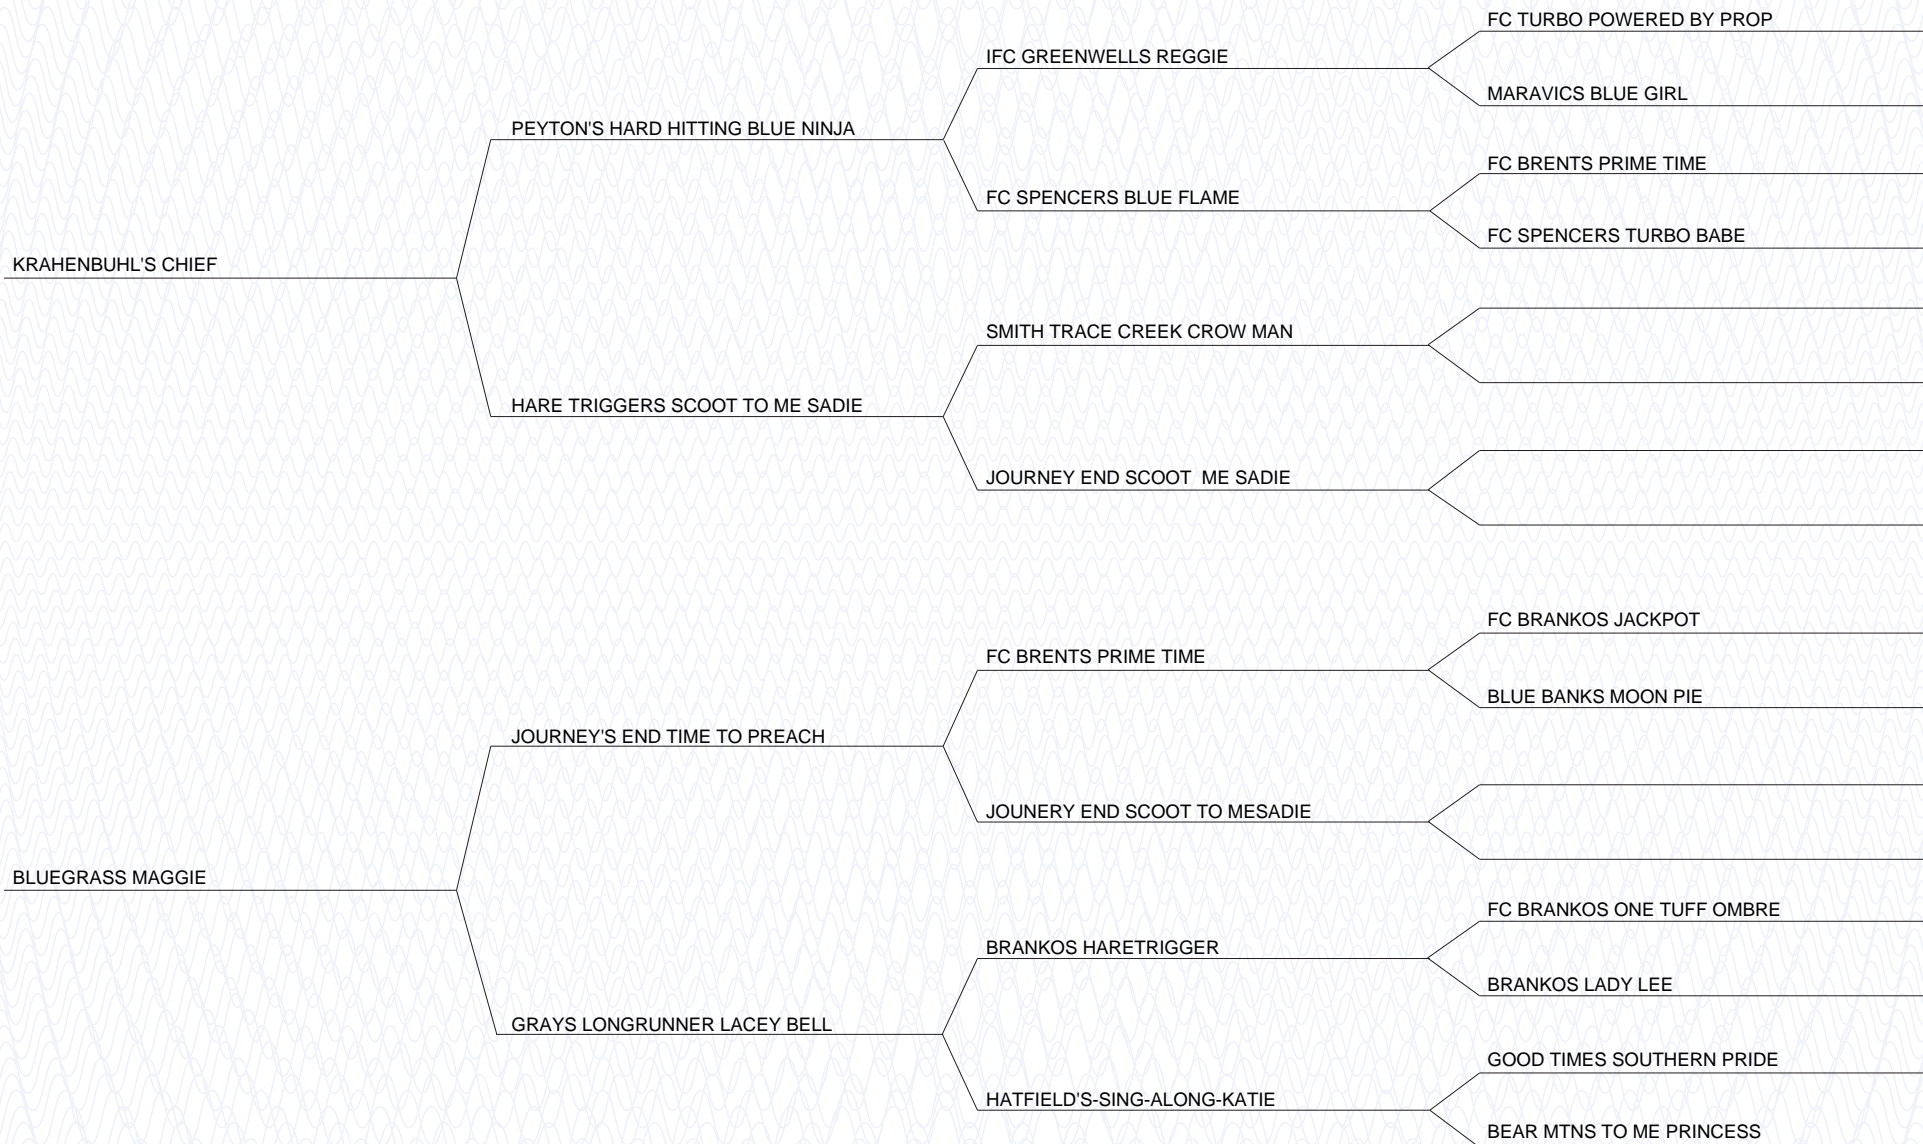 FC TURBO POWERED BY PROP
IFC GREENWELLS REGGIE
MARAVICS BLUE GIRL
PEYTON'S HARD HITTING BLUE NINJA
FC BRENTS PRIME TIME
FC SPENCERS BLUE FLAME
FC SPENCERS TURBO BABE
KRAHENBUHL'S CHIEF
SMITH TRACE CREEK CROW MAN
HARE TRIGGERS SCOOT TO ME SADIE
JOURNEY END SCOOT  ME SADIE
FC BRANKOS JACKPOT
FC BRENTS PRIME TIME
BLUE BANKS MOON PIE
JOURNEY'S END TIME TO PREACH
JOUNERY END SCOOT TO MESADIE
BLUEGRASS MAGGIE
FC BRANKOS ONE TUFF OMBRE
BRANKOS HARETRIGGER
BRANKOS LADY LEE
GRAYS LONGRUNNER LACEY BELL
GOOD TIMES SOUTHERN PRIDE
HATFIELD'S-SING-ALONG-KATIE
BEAR MTNS TO ME PRINCESS